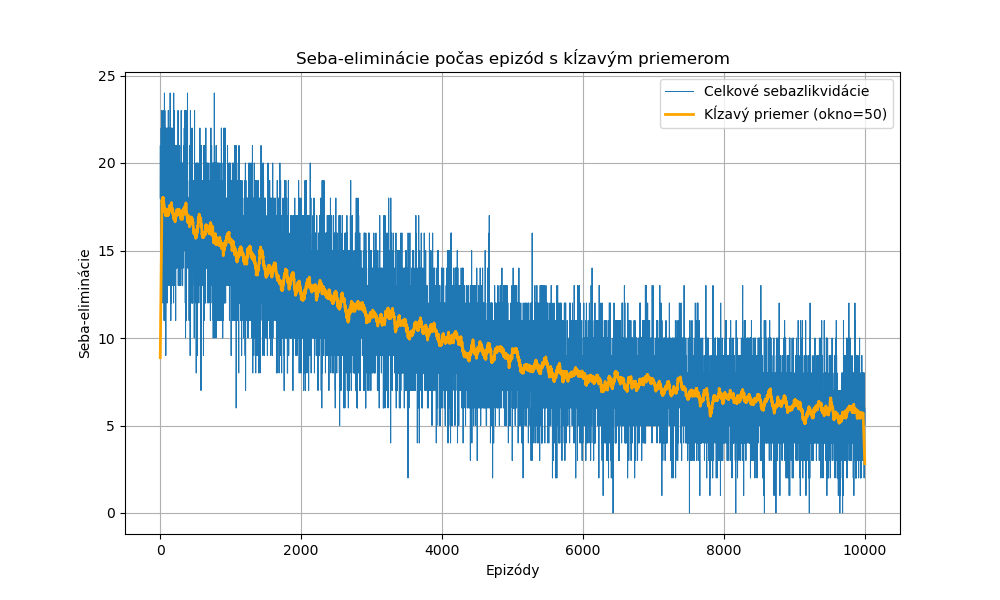 Seba-eliminácie počas epizód s kĺzavým priemerom
Celkové sebazlikvidácie
Kĺzavý priemer (okno=50)
Seba-eliminácie
25
20
15
10
5
0
0 2000 4000 6000 8000 10000
Epizódy